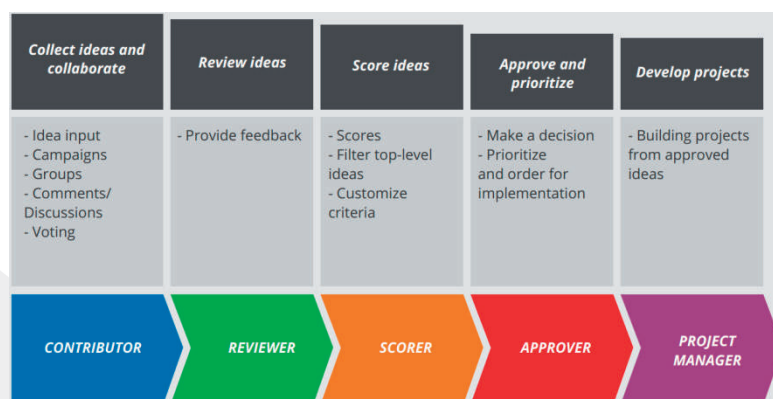 Collect ideas and
collaborate
Review ideas
Score ideas
Approve and
prioritize
Develop projects
- Idea input
- Campaigns
- Groups
- Comments/
Discussions
- Voting
- Provide feedback
- Scores
- Filter top-level
ideas
- Customize
criteria
- Make a decision
- Prioritize
and order for
implementation
- Building projects
from approved
ideas
CONTRIBUTOR
REVIEWER
SCORER
APPROVER
PROJECT
MANAGER